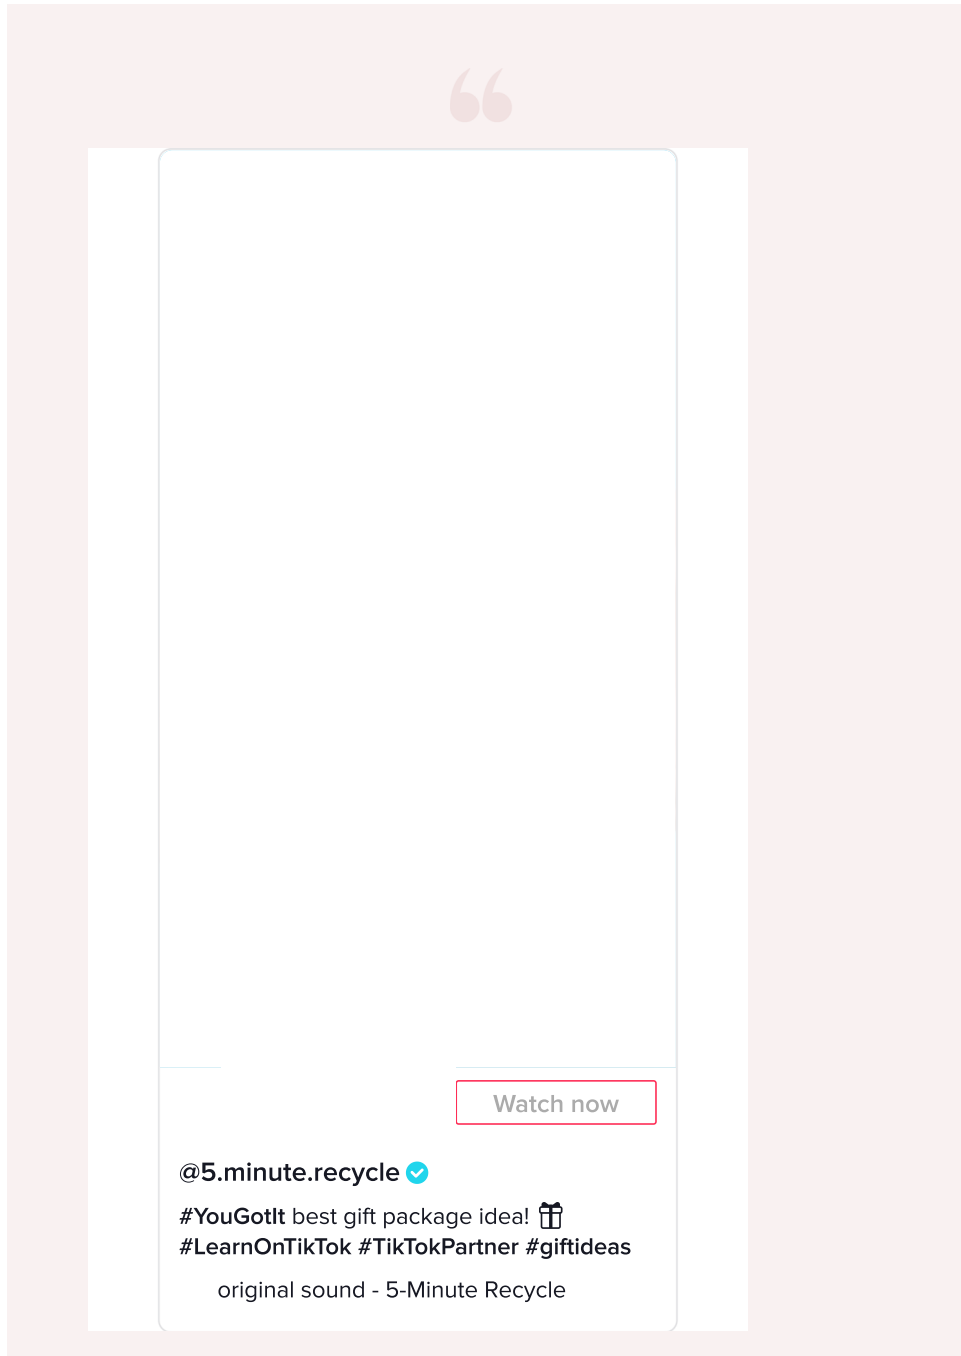 Watch now
@5.minute.recycle
#YouGotIt best gift package idea! 🎁
#LearnOnTikTok #TikTokPartner #giftideas
original sound - 5-Minute Recycle